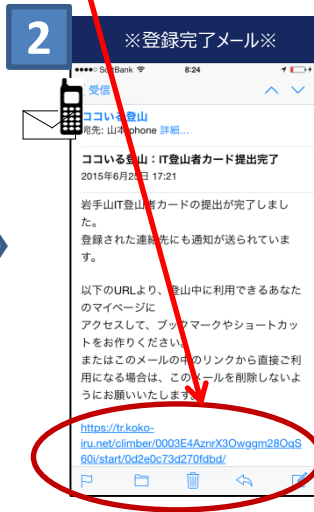 2
※登録完了メール※
SoftBank 8:24
受信
ココいる登山
宛先: 山本 phone 詳細...
ココいる登山：IT登山者カード提出完了
2015年6月25日 17:21
岩手山IT登山者カードの提出が完了しまし
た。
登録された連絡先にも通知が送られていま
す。
以下のURLより、登山中に利用できるあなた
のマイページに
アクセスして、ブックマークやショートカッ
トをお作りください。
またはこのメールの中のリンクから直接ご利
用になる場合は、このメールを削除しないよ
うにお願いいたします。
https://tr.koko-
iru.net/climber/0003E4AznrX3Owggm28OqS
60i/start/0d2e0c73d270fdbd/